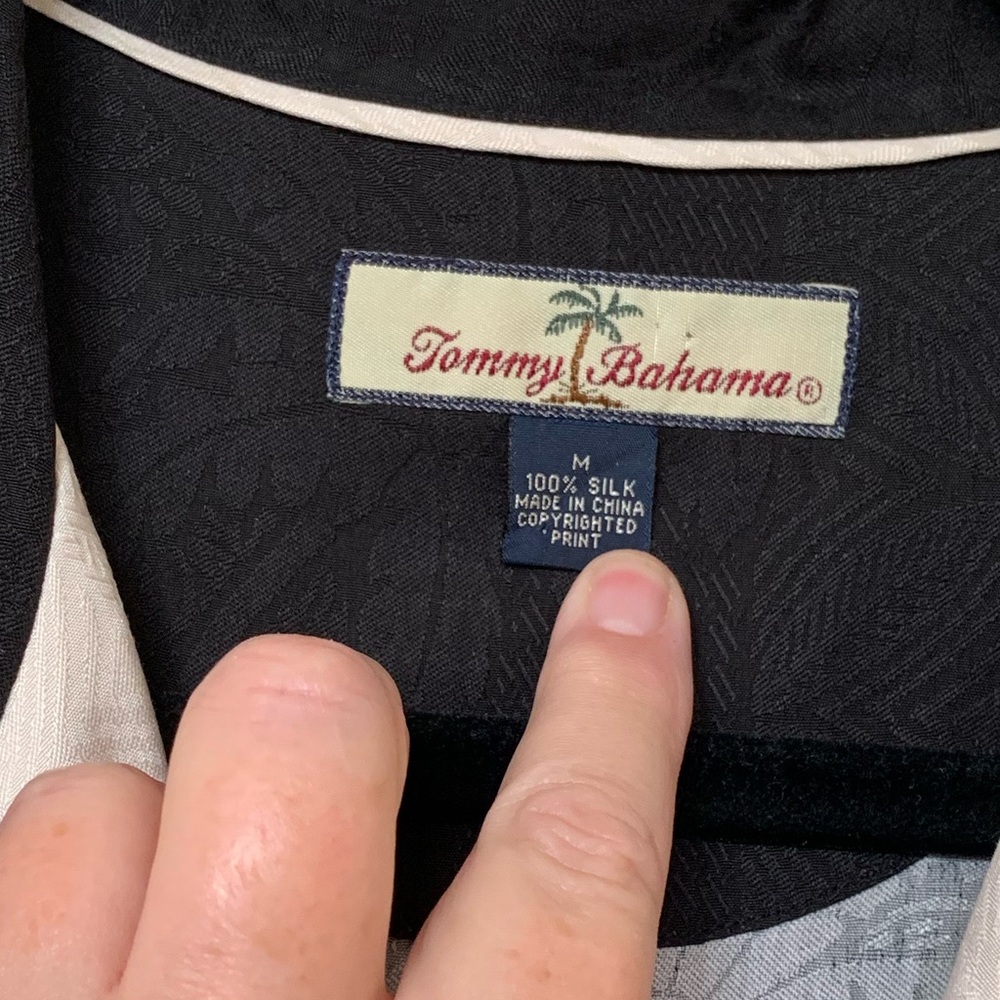 Tommy Bahama®
M
100% SILK
MADE IN CHINA
COPYRIGHTED
PRINT